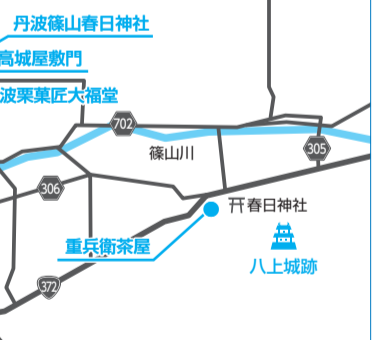 丹波篠山春日神社
高城屋敷門
波栗菓匠大福堂
702
篠山川
305
306
春日神社
重兵衛茶屋
八上城跡
372